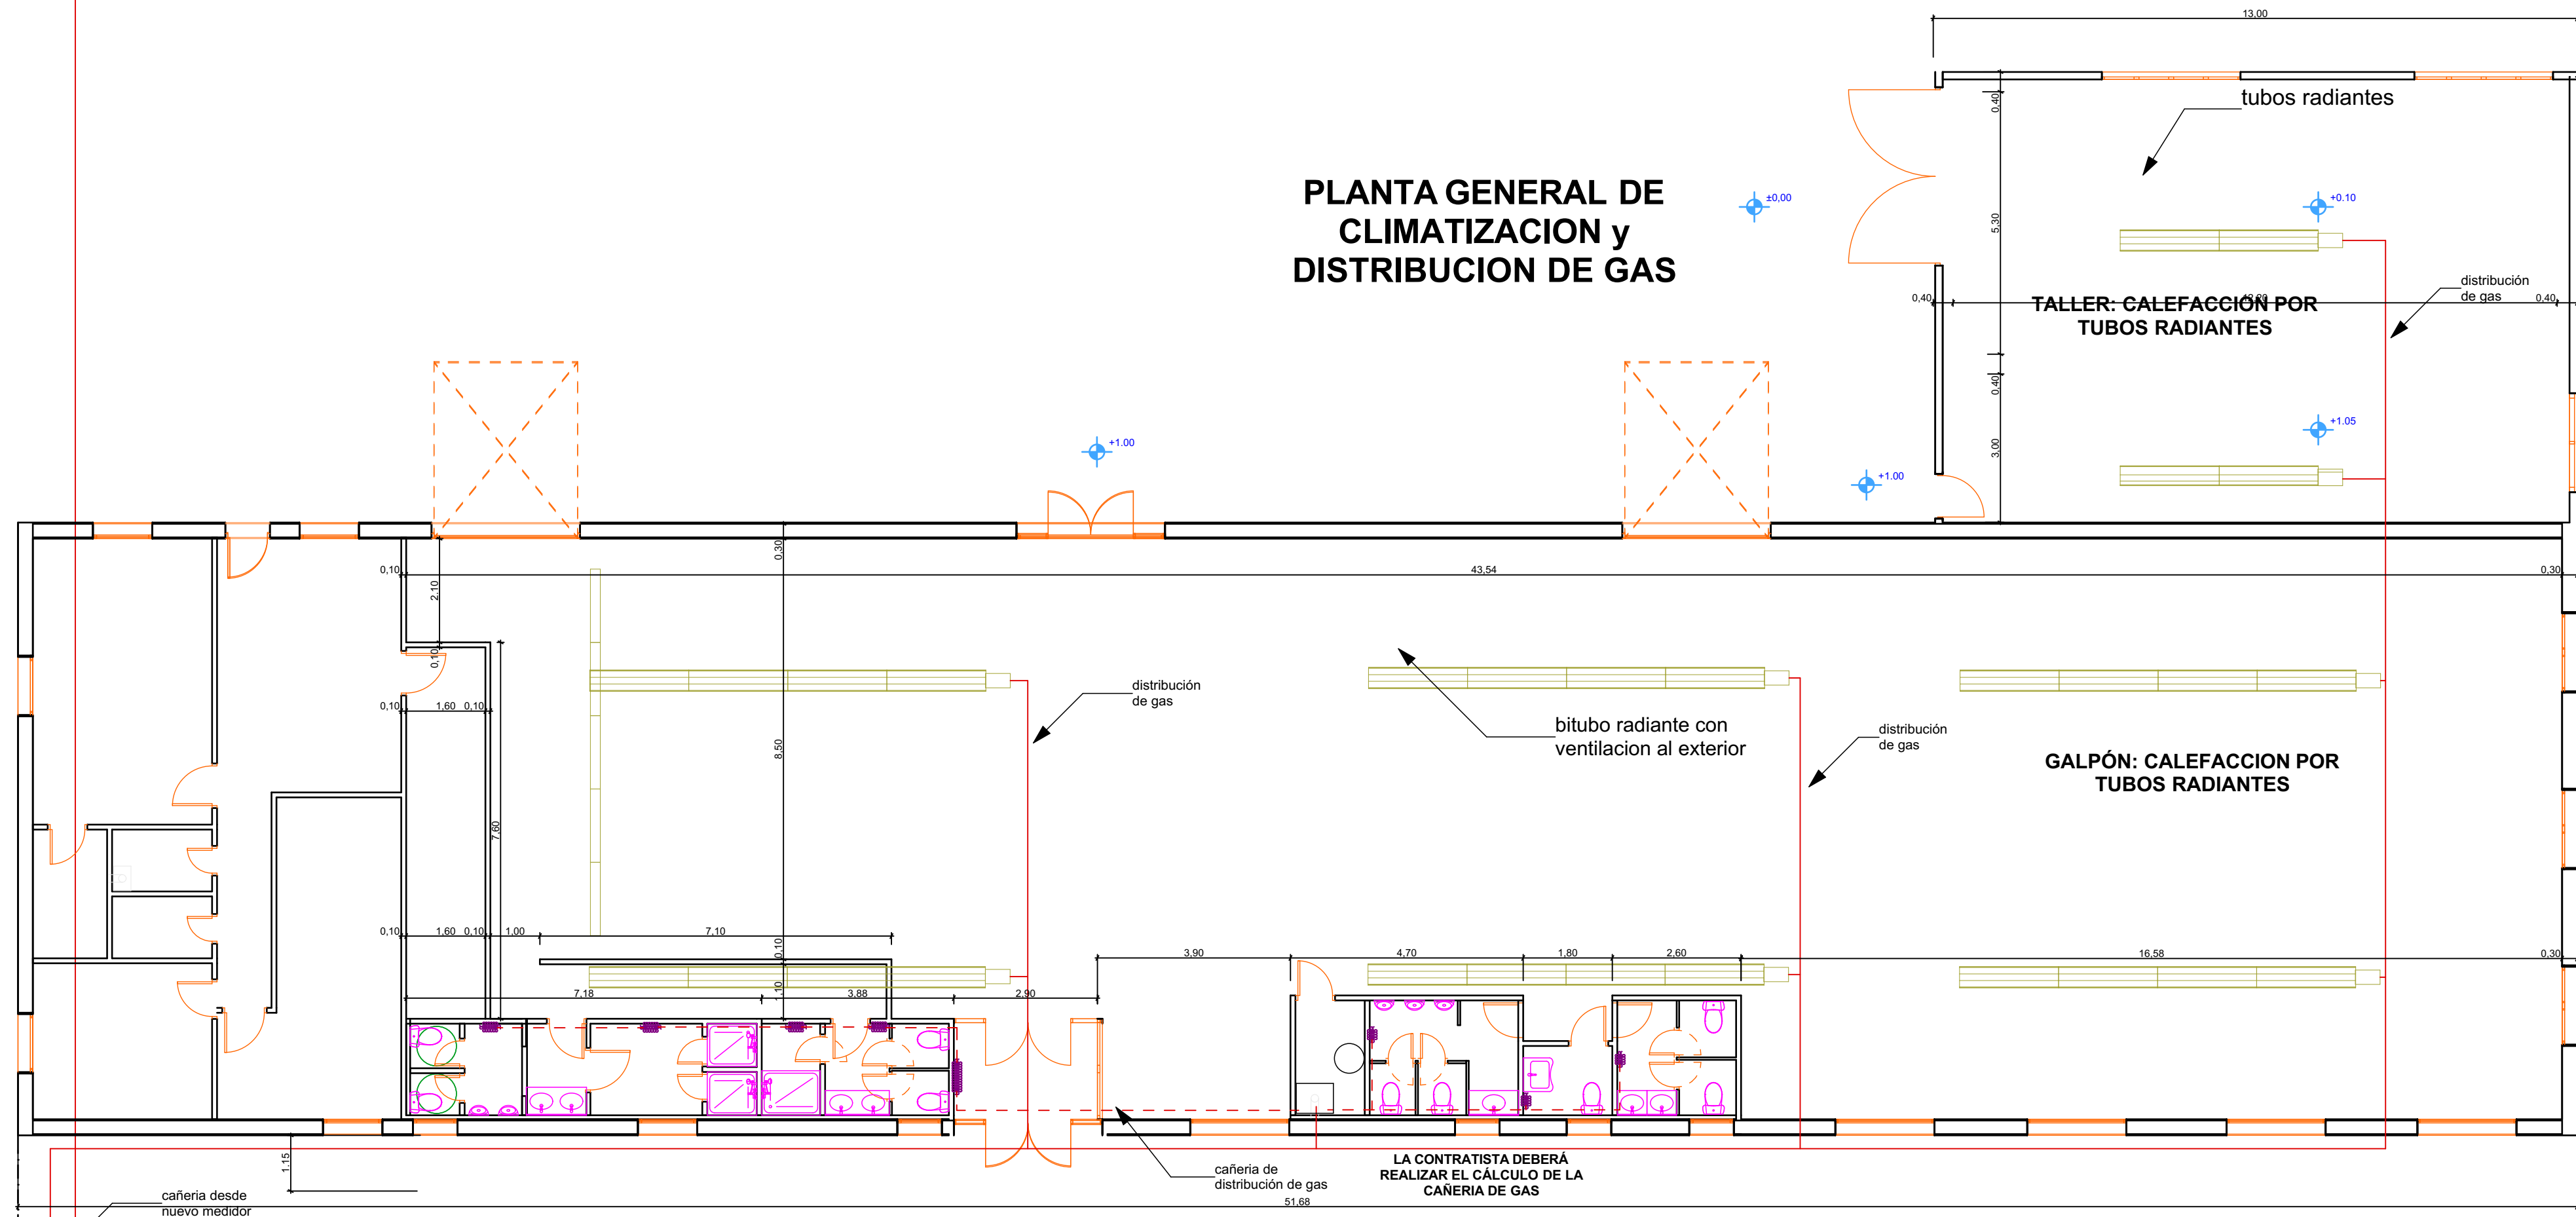 13,00
tubos radiantes
0.40
PLANTA GENERAL DE
CLIMATIZACION y
DISTRIBUCION DE GAS
±0,00
+0.10
5,30
distribución
de gas
0,40
12,20
0,40
TALLER: CALEFACCION POR
TUBOS RADIANTES
0.40
+1.00
+1.05
3,00
+1.00
0.30
0,10
43,54
0,30
2.10
0,10
distribución
de gas
0,10
1,60
0,10
bitubo radiante con
ventilacion al exterior
distribución
de gas
8,50
GALPÓN: CALEFACCION POR
TUBOS RADIANTES
7,60
0,10
1,60
0,10
1,00
7,10
0,10
3,90
4,70
1,80
2,60
16,58
0,30
7,18
1,10
3,88
2,90
1.15
cañeria de
distribución de gas
LA CONTRATISTA DEBERÁ
REALIZAR EL CÁLCULO DE LA
CAÑERIA DE GAS
cañeria desde
nuevo medidor
51,68